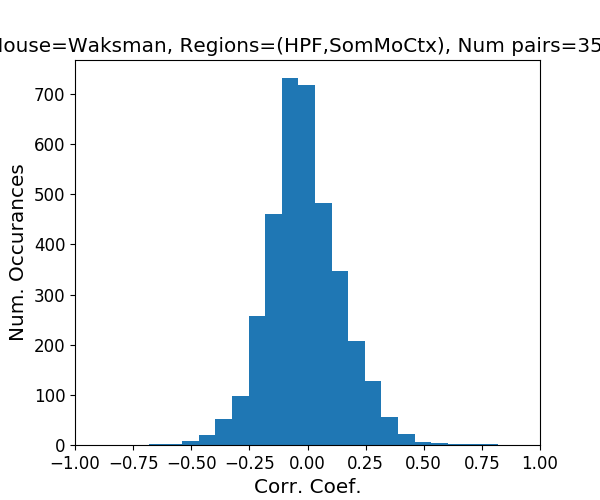 Mouse=Waksman, Regions=(HPF,SomMoCtx), Num pairs=35
700
600
500
400
300
200
100
0
Num. Occurances
−1.00 −0.75 −0.50 −0.25 0.00 0.25 0.50 0.75 1.00
Corr. Coef.